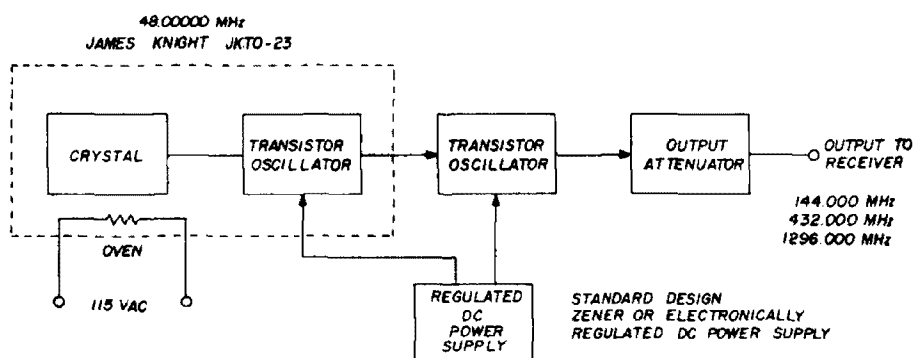 48.00000 MHz
JAMES KNIGHT JKTO-23
CRYSTAL
TRANSISTOR
OSCILLATOR
TRANSISTOR
OSCILLATOR
OUTPUT
ATTENUATOR
OUTPUT TO
RECEIVER
144.000 MHz
432.000 MHz
1296.000 MHz
OVEN
115 VAC
REGULATED
DC
POWER
SUPPLY
STANDARD DESIGN
ZENER OR ELECTRONICALLY
REGULATED DC POWER SUPPLY